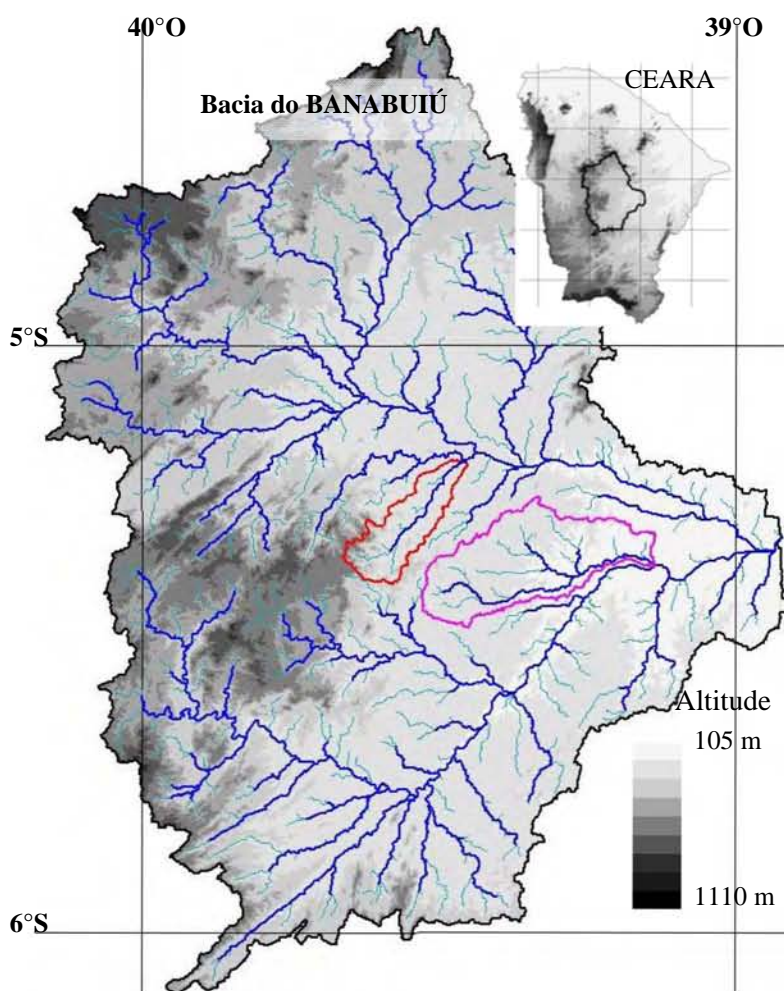 40°O
39°O
CEARA
Bacia do BANABUIÚ
5°S
Altitude
105 m
1110 m
6°S